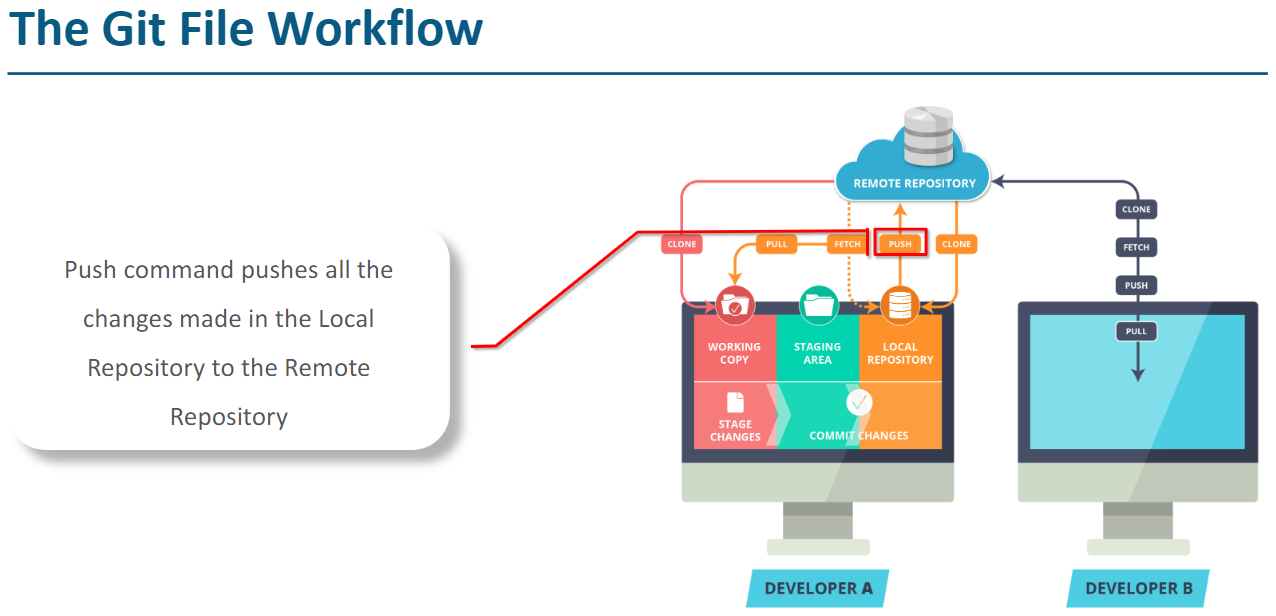 The Git File Workflow
REMOTE REPOSITORY
CLONE
PULL
FETCH
PUSH
CLONE
CLONE
FETCH
PUSH
PULL
Push command pushes all the
changes made in the Local
Repository to the Remote
Repository
WORKING
COPY
STAGING
AREA
LOCAL
REPOSITORY
STAGE
CHANGES
COMMIT CHANGES
DEVELOPER A
DEVELOPER B